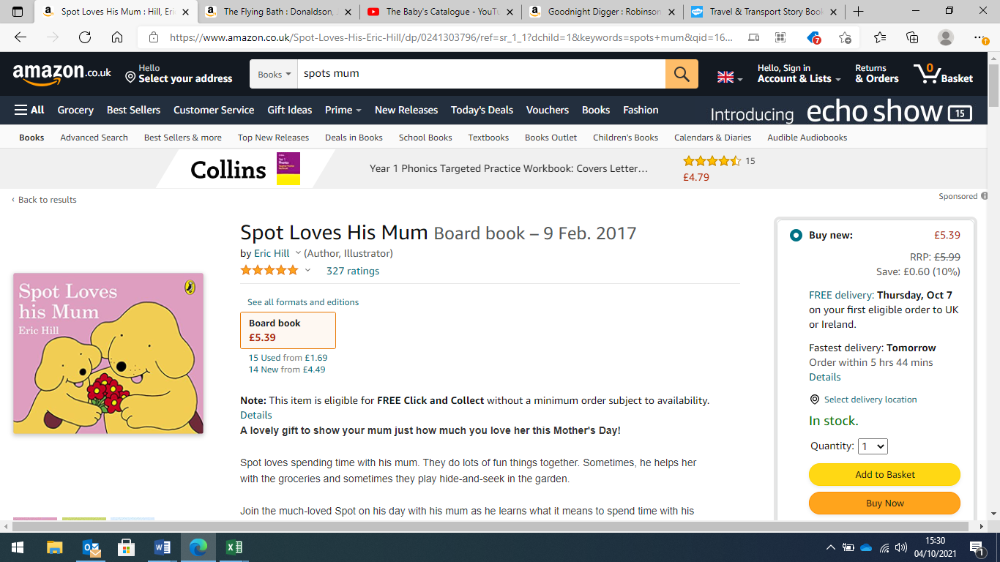 Spot Loves His Mum : Hill, Eri
The Flying Bath : Donaldson, J
The Baby's Catalogue - YouTu
Goodnight Digger : Robinson
Travel & Transport Story Book
https://www.amazon.co.uk/Spot-Loves-His-Eric-Hill/dp/0241303796/ref=sr_1_1?dchild=1&keywords=spots+mum&qid=16...
7
amazon.co.uk
Hello
Select your address
Books
spots mum
Hello, Sign in
Account & Lists
Returns
& Orders
0
Basket
All
Grocery
Best Sellers
Customer Service
Gift Ideas
Prime
New Releases
Today's Deals
Vouchers
Books
Fashion
Introducing echo show 15
Books
Advanced Search
Best Sellers & more
Top New Releases
Deals in Books
School Books
Textbooks
Books Outlet
Children's Books
Calendars & Diaries
Audible Audiobooks
Collins
Year 1 Phonics Targeted Practice Workbook: Covers Letter...
15
£4.79
‹ Back to results
Sponsored
Spot Loves His Mum Board book – 9 Feb. 2017
by Eric Hill (Author, Illustrator)
327 ratings
See all formats and editions
Board book
£5.39
15 Used from £1.69
14 New from £4.49
Note: This item is eligible for FREE Click and Collect without a minimum order subject to availability.
Details
A lovely gift to show your mum just how much you love her this Mother's Day!
Spot loves spending time with his mum. They do lots of fun things together. Sometimes, he helps her
with the groceries and sometimes they play hide-and-seek in the garden.
Join the much-loved Spot on his day with his mum as he learns what it means to spend time with his
Spot Loves
his Mum
Eric Hill
Buy new:
£5.39
RRP: £5.99
Save: £0.60 (10%)
FREE delivery: Thursday, Oct 7
on your first eligible order to UK
or Ireland.
Fastest delivery: Tomorrow
Order within 5 hrs 44 mins
Details
Select delivery location
In stock.
Quantity: 1
Add to Basket
Buy Now
15:30
04/10/2021
1